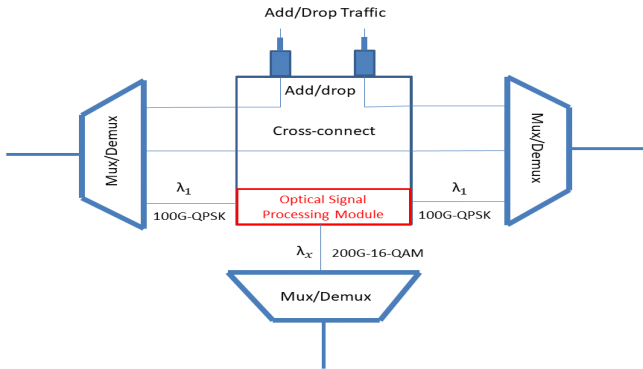 Add/Drop Traffic
Add/drop
Cross-connect
Mux/Demux
Mux/Demux
λ1
Optical Signal
Processing Module
λ1
100G-QPSK
100G-QPSK
λx
200G-16-QAM
Mux/Demux